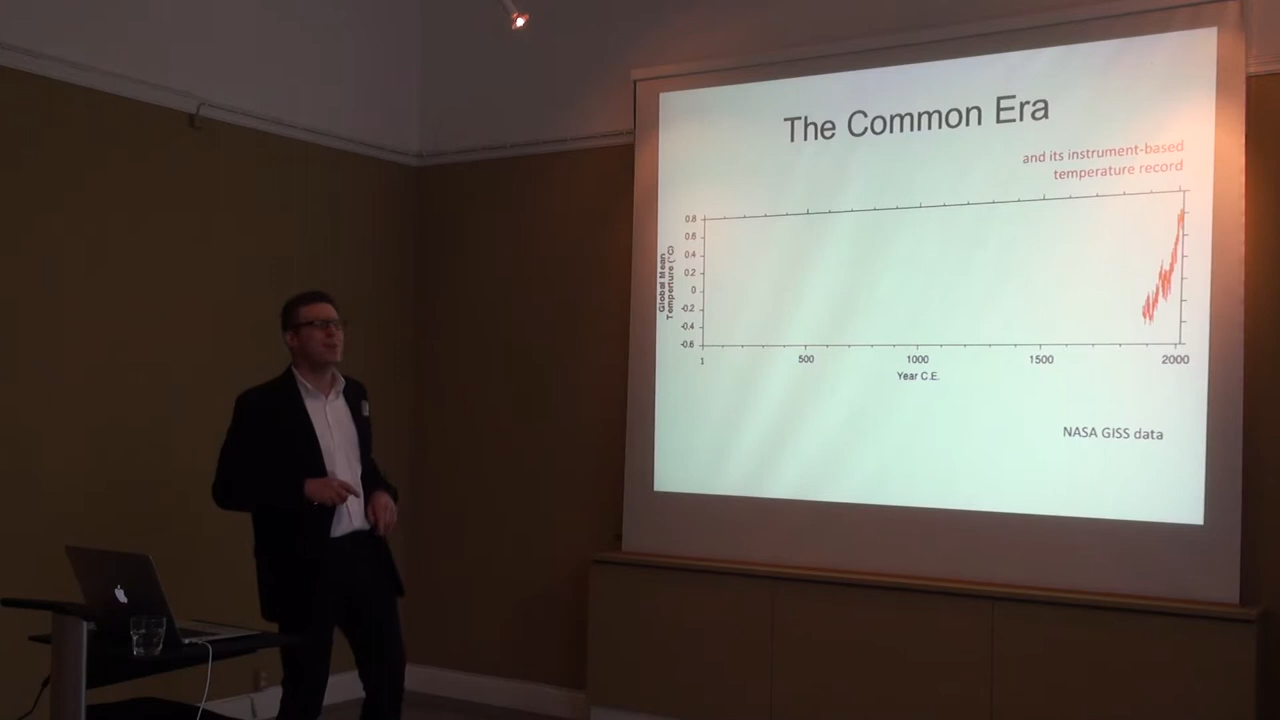 The Common Era
and its instrument-based
temperature record
Global Mean
Temperture (°C)
0.8
0.6
0.4
0.2
0
-0.2
-0.4
-0.6
1
500
1000
1500
2000
Year C.E.
NASA GISS data